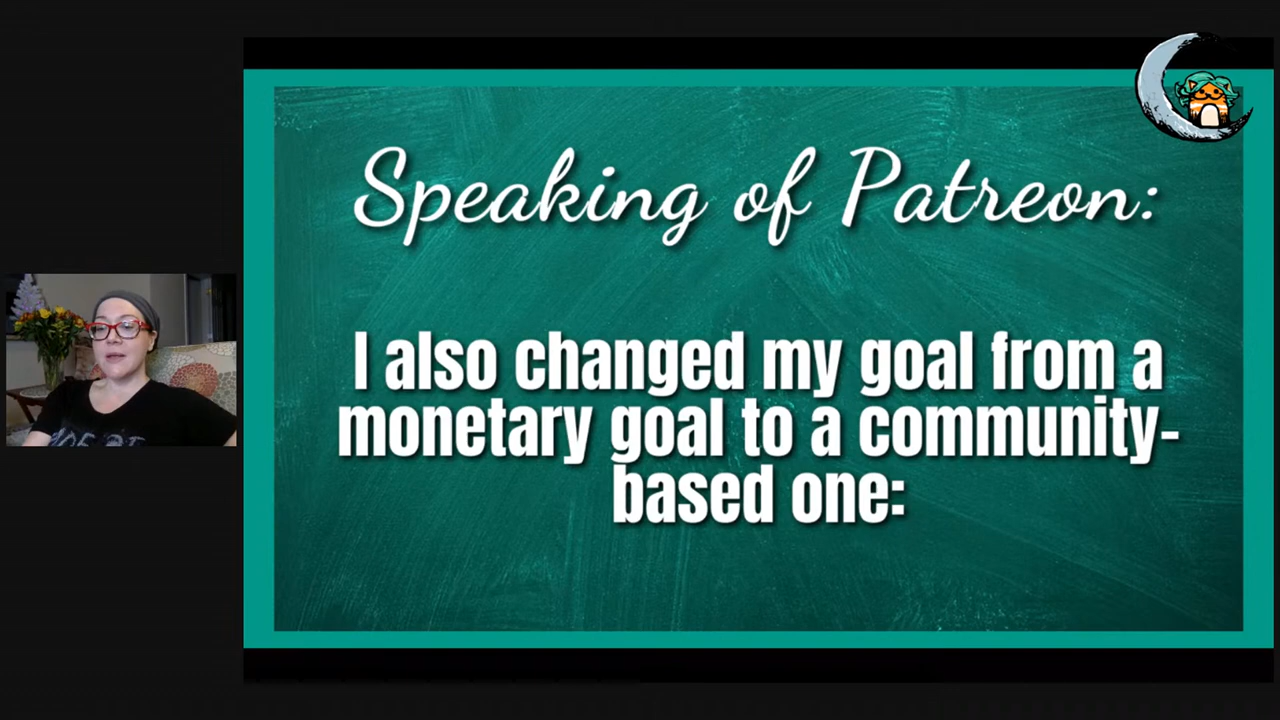 Speaking of Patreon:
I also changed my goal from a
monetary goal to a community-
based one: